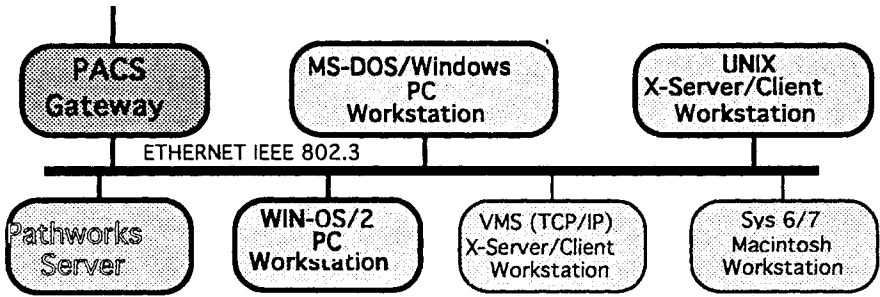 PACS
Gateway
MS-DOS/Windows
PC
Workstation
UNIX
X-Server/Client
Workstation
ETHERNET IEEE 802.3
Pathworks
Server
WIN-OS/2
PC
Workstation
VMS (TCP/IP)
X-Server/Client
Workstation
Sys 6/7
Macintosh
Workstation